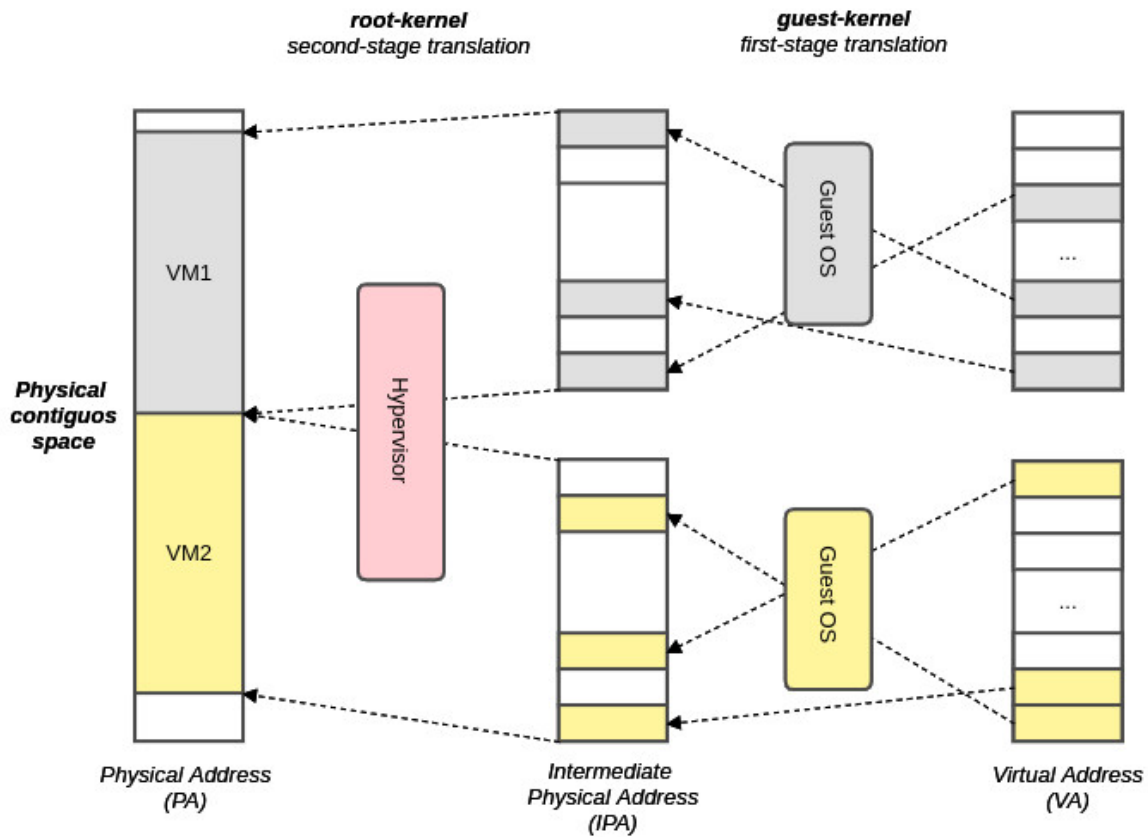 root-kernel
second-stage translation
guest-kernel
first-stage translation
VM1
Guest OS
...
Hypervisor
Physical
contiguos
space
VM2
Guest OS
...
Physical Address
(PA)
Intermediate
Physical Address
(IPA)
Virtual Address
(VA)